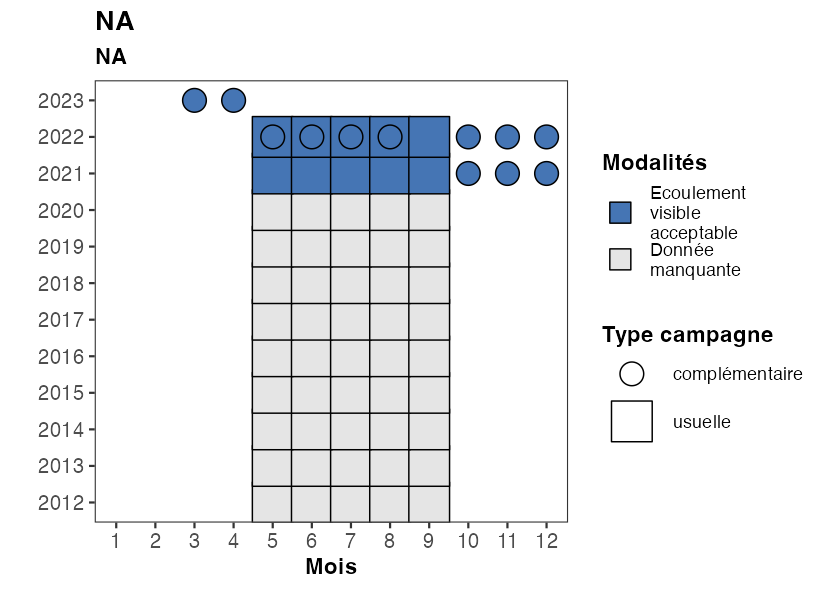 NA
NA
2023
2022
2021
2020
2019
2018
2017
2016
2015
2014
2013
2012
1 2 3 4 5 6 7 8 9 10 11 12
Mois
Modalités
Ecoulement
visible
acceptable
Donnée
manquante
Type campagne
complémentaire
usuelle